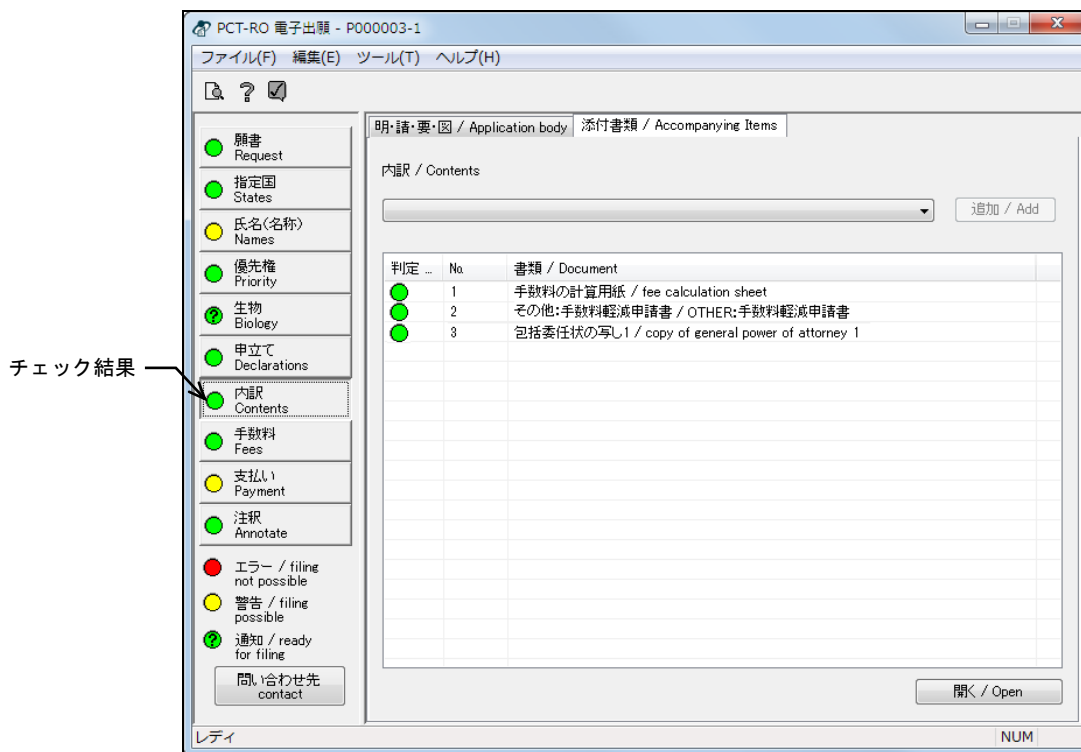 PCT-RO 電子出願 - P000003-1
ファイル(F) 編集(E) ツール(T) ヘルプ(H)
願書
Request
指定国
States
氏名(名称)
Names
優先権
Priority
生物
Biology
申立て
Declarations
内訳
Contents
手数料
Fees
支払い
Payment
注釈
Annotate
エラー / filing
not possible
警告 / filing
possible
通知 / ready
for filing
問い合わせ先
contact
チェック結果
明・請・要・図 / Application body 添付書類 / Accompanying Items
内訳 / Contents
追加 / Add
判定 ... No. 書類 / Document
1 手数料の計算用紙 / fee calculation sheet
2 その他:手数料軽減申請書 / OTHER:手数料軽減申請書
3 包括委任状の写し1 / copy of general power of attorney 1
開く / Open
レディ NUM